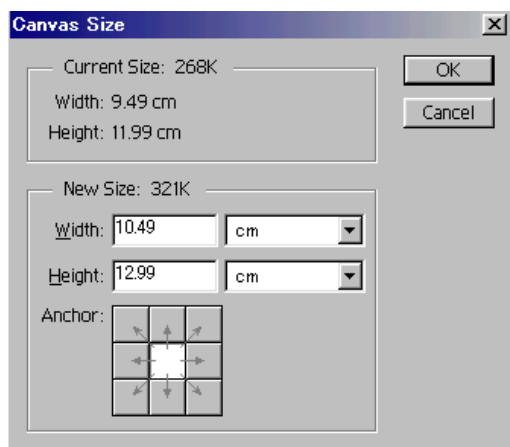 Canvas Size
Current Size: 268K
OK
Width: 9.49 cm
Cancel
Height: 11.99 cm
New Size: 321K
Width: 10.49 cm
Height: 12.99 cm
Anchor: